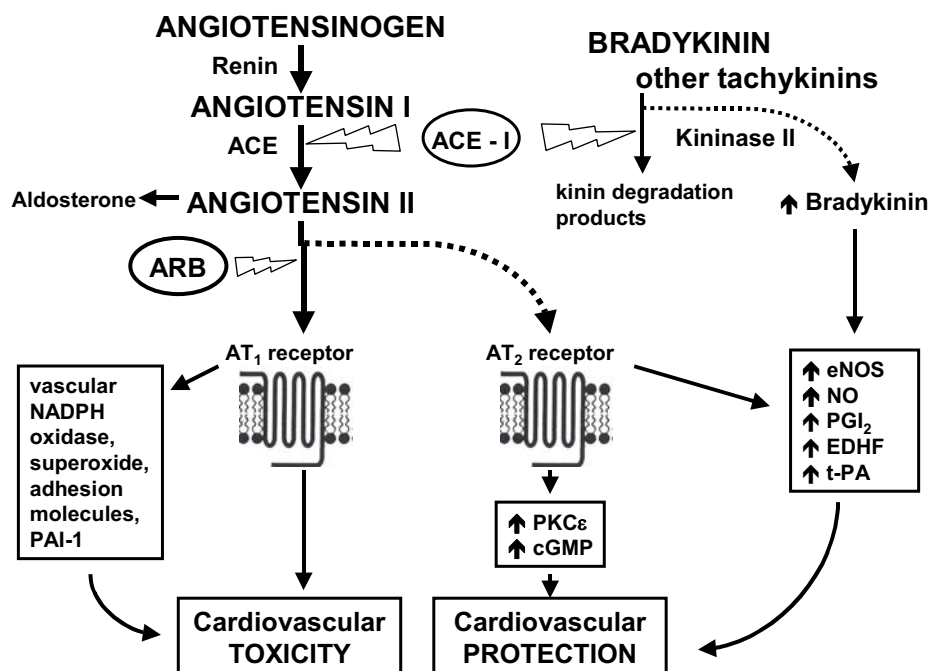 ANGIOTENSINOGEN
Renin
ANGIOTENSIN I
ACE
ACE - I
ANGIOTENSIN II
Aldosterone
ARB
BRADYKININ
other tachykinins
Kininase II
kinin degradation
products
↑ Bradykinin
AT₁ receptor
AT₂ receptor
vascular
NADPH
oxidase,
superoxide,
adhesion
molecules,
PAI-1
↑ eNOS
↑ NO
↑ PGI₂
↑ EDHF
↑ t-PA
↑ PKCε
↑ cGMP
Cardiovascular
TOXICITY
Cardiovascular
PROTECTION